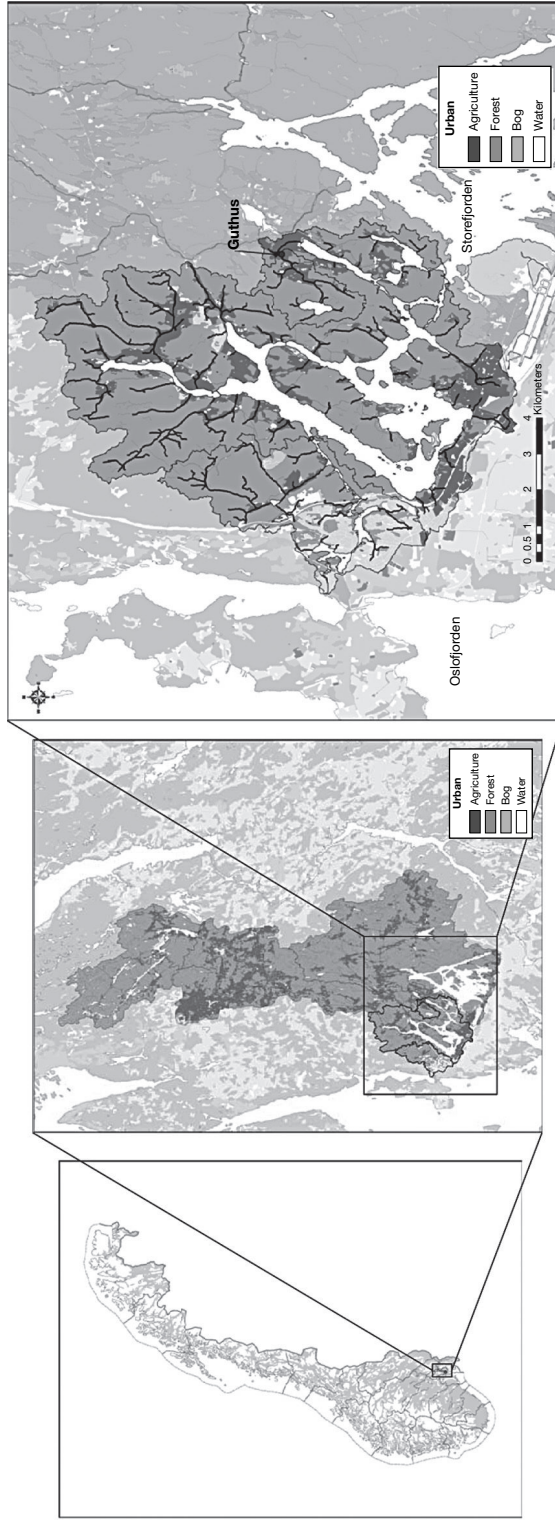 Guthus
Storefjorden
Oslofjorden
Urban
Agriculture
Forest
Bog
Water
0 0.5 1 2 3 4
Kilometers
Urban
Agriculture
Forest
Bog
Water